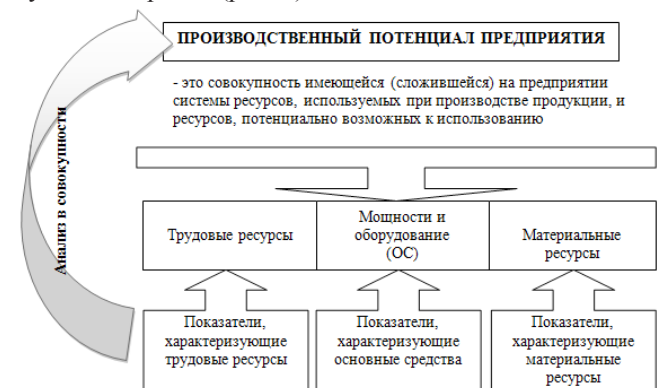 ПРОИЗВОДСТВЕННЫЙ ПОТЕНЦИАЛ ПРЕДПРИЯТИЯ
- это совокупность имеющейся (сложившейся) на предприятии
системы ресурсов, используемых при производстве продукции, и
ресурсов, потенциально возможных к использованию
Анализ в совокупности
Трудовые ресурсы
Мощности и
оборудование
(ОС)
Материальные
ресурсы
Показатели,
характеризующие
трудовые ресурсы
Показатели,
характеризующие
основные средства
Показатели,
характеризующие
материальные
ресурсы